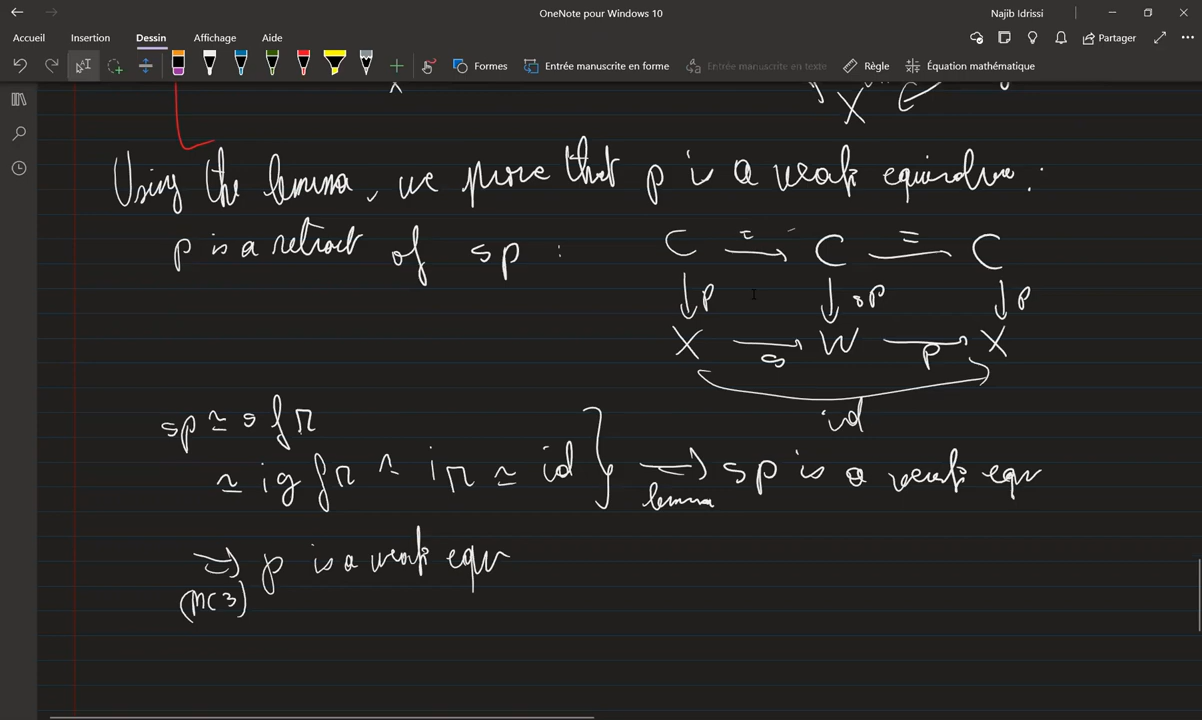 OneNote pour Windows 10
Najib Idrissi
Accueil Insertion Dessin Affichage Aide
Partager
Formes Entrée manuscrite en forme Entrée manuscrite en texte Règle Équation mathématique
X
Using the lemma, we prove that p is a weak equivalence :
p is a retract of sp :
C = C = C
↓p ↓sp ↓p
X →s W →p X
id
sp ≃ s f r
≃ i g f r ≃ i r ≃ id } ⟹ lemma sp is a weak equ
⟹ (MC3) p is a weak equ